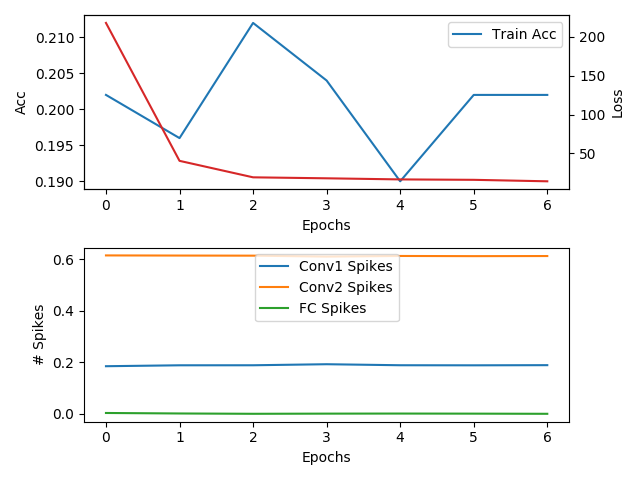 0.210
0.205
0.200
0.195
0.190
Acc
Train Acc
200
150
100
50
Loss
0 1 2 3 4 5 6
Epochs
0.6
0.4
0.2
0.0
# Spikes
Conv1 Spikes
Conv2 Spikes
FC Spikes
0 1 2 3 4 5 6
Epochs